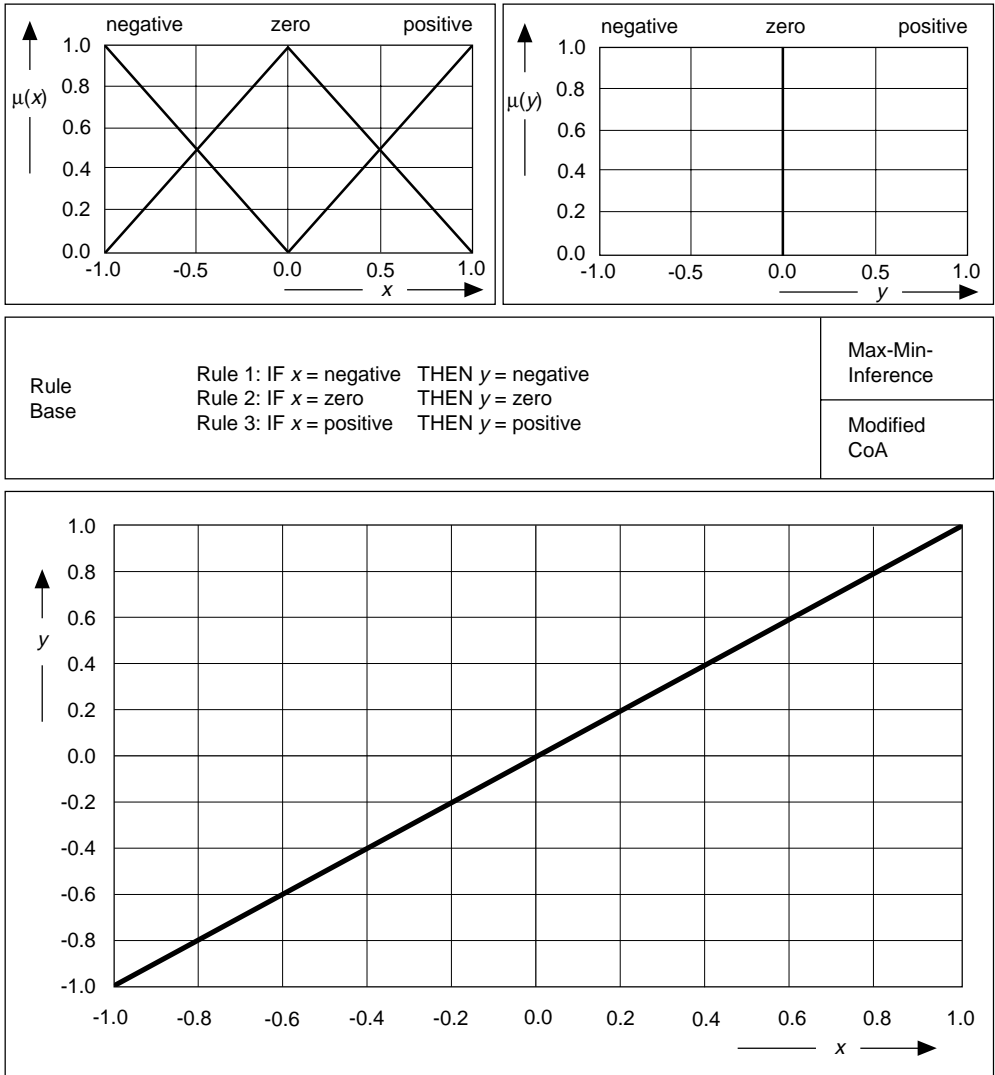 negative zero positive
1.0
0.8
μ(x)
0.6
0.4
0.2
0.0
-1.0 -0.5 0.0 0.5 1.0
x
negative zero positive
1.0
0.8
μ(y)
0.6
0.4
0.2
0.0
-1.0 -0.5 0.0 0.5 1.0
y
Rule
Base
Rule 1: IF x = negative THEN y = negative
Rule 2: IF x = zero THEN y = zero
Rule 3: IF x = positive THEN y = positive
Max-Min-
Inference
Modified
CoA
1.0
0.8
0.6
y
0.4
0.2
0.0
-0.2
-0.4
-0.6
-0.8
-1.0
-1.0 -0.8 -0.6 -0.4 -0.2 0.0 0.2 0.4 0.6 0.8 1.0
x